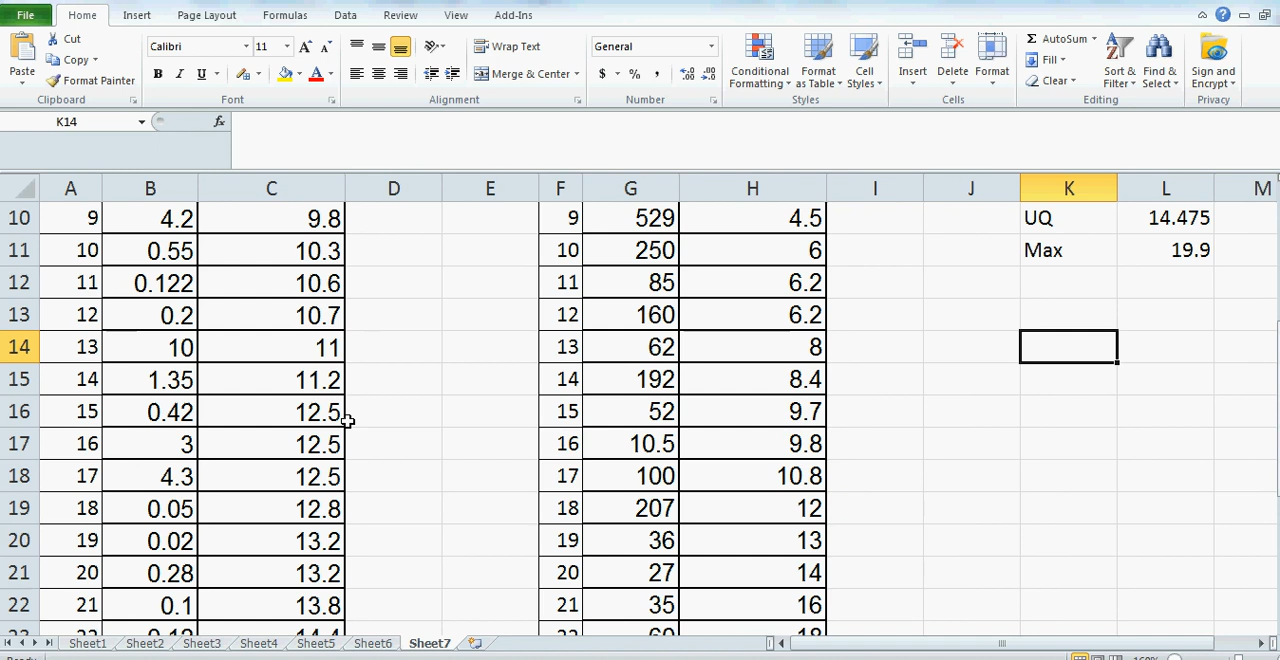 File Home Insert Page Layout Formulas Data Review View Add-Ins
Cut Calibri 11 Wrap Text General AutoSum
Paste Copy Fill
Format Painter Merge & Center Conditional Formatting Format as Table Cell Styles Insert Delete Format Clear Sort & Filter Find & Select Sign and Encrypt
Clipboard Font Alignment Number Styles Cells Editing Privacy
K14 fx
A B C D E F G H I J K L M
10 9 4.2 9.8 9 529 4.5 UQ 14.475
11 10 0.55 10.3 10 250 6 Max 19.9
12 11 0.122 10.6 11 85 6.2
13 12 0.2 10.7 12 160 6.2
14 13 10 11 13 62 8
15 14 1.35 11.2 14 192 8.4
16 15 0.42 12.5 15 52 9.7
17 16 3 12.5 16 10.5 9.8
18 17 4.3 12.5 17 100 10.8
19 18 0.05 12.8 18 207 12
20 19 0.02 13.2 19 36 13
21 20 0.28 13.2 20 27 14
22 21 0.1 13.8 21 35 16
Sheet1 Sheet2 Sheet3 Sheet4 Sheet5 Sheet6 Sheet7